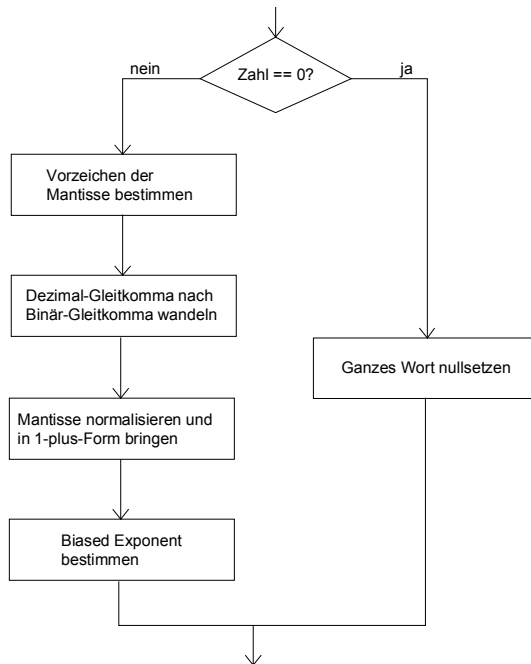 Zahl == 0?
nein
ja
Vorzeichen der
Mantisse bestimmen
Dezimal-Gleitkomma nach
Binär-Gleitkomma wandeln
Ganzes Wort nullsetzen
Mantisse normalisieren und
in 1-plus-Form bringen
Biased Exponent
bestimmen